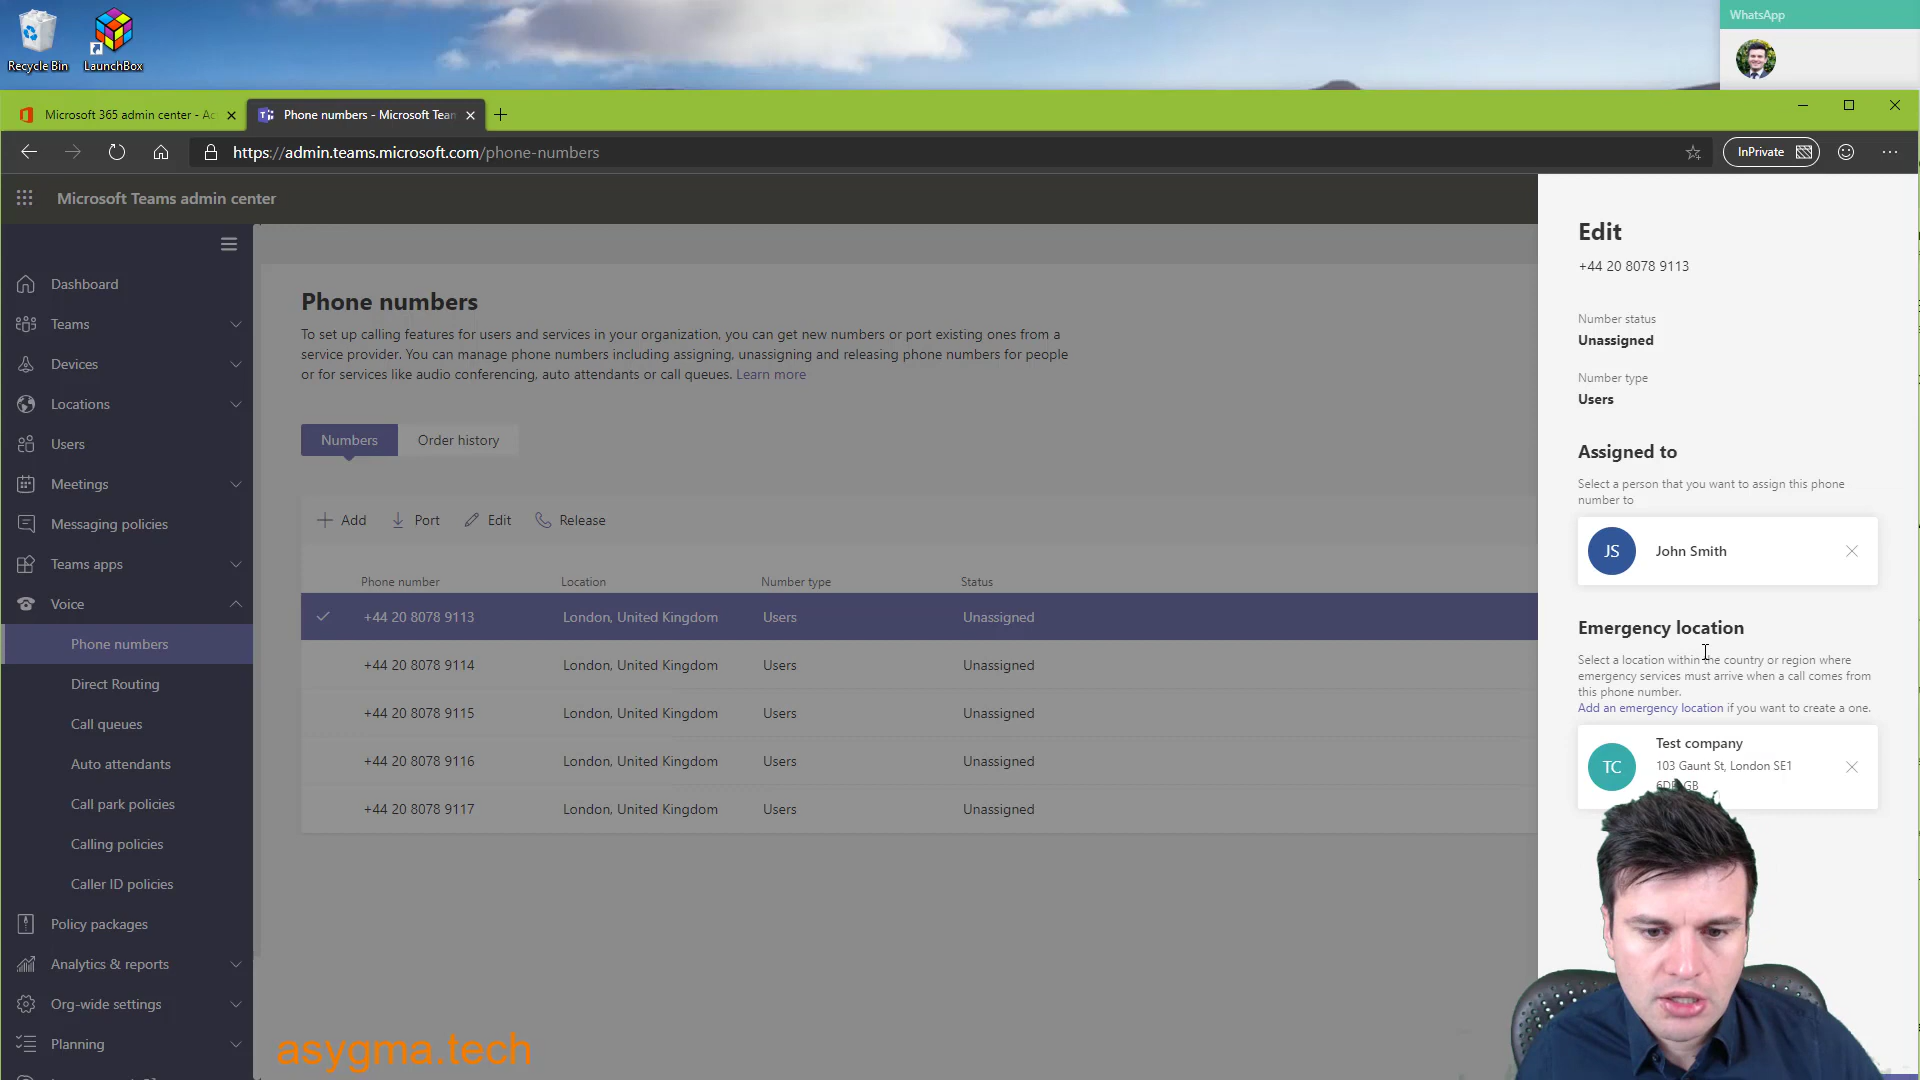 WhatsApp
Recycle Bin
LaunchBox
Microsoft 365 admin center - Ac
Phone numbers - Microsoft Tean
https://admin.teams.microsoft.com/phone-numbers
InPrivate
Microsoft Teams admin center
Dashboard
Teams
Devices
Locations
Users
Meetings
Messaging policies
Teams apps
Voice
Phone numbers
Direct Routing
Call queues
Auto attendants
Call park policies
Calling policies
Caller ID policies
Policy packages
Analytics & reports
Org-wide settings
Planning
Phone numbers
To set up calling features for users and services in your organization, you can get new numbers or port existing ones from a
service provider. You can manage phone numbers including assigning, unassigning and releasing phone numbers for people
or for services like audio conferencing, auto attendants or call queues. Learn more
Numbers
Order history
Add
Port
Edit
Release
Phone number Location Number type Status
+44 20 8078 9113 London, United Kingdom Users Unassigned
+44 20 8078 9114 London, United Kingdom Users Unassigned
+44 20 8078 9115 London, United Kingdom Users Unassigned
+44 20 8078 9116 London, United Kingdom Users Unassigned
+44 20 8078 9117 London, United Kingdom Users Unassigned
asygma.tech
Edit
+44 20 8078 9113
Number status
Unassigned
Number type
Users
Assigned to
Select a person that you want to assign this phone
number to
JS
John Smith
Emergency location
Select a location within the country or region where
emergency services must arrive when a call comes from
this phone number.
Add an emergency location if you want to create a one.
TC
Test company
103 Gaunt St, London SE1
GB